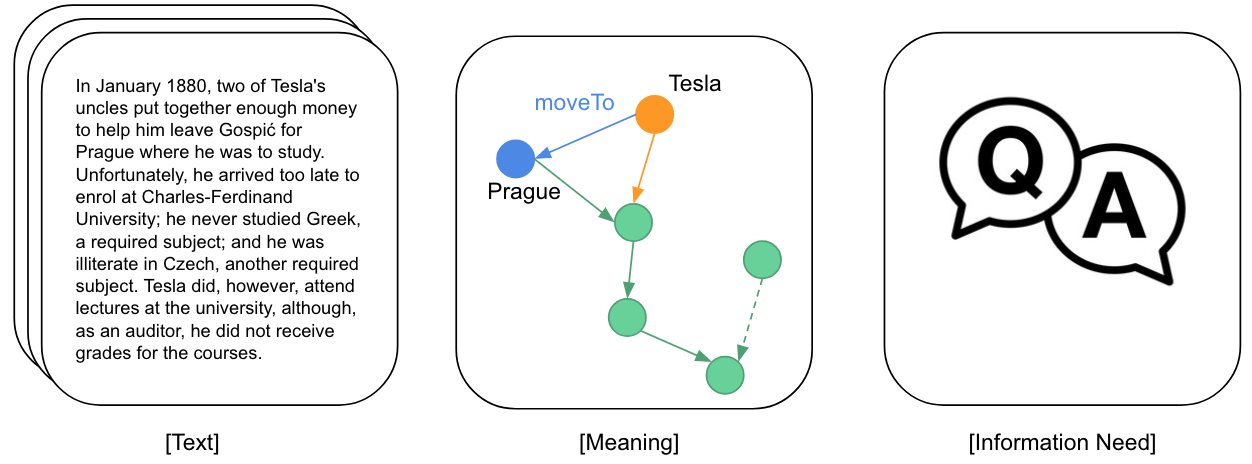 In January 1880, two of Tesla's
uncles put together enough money
to help him leave Gospić for
Prague where he was to study.
Unfortunately, he arrived too late to
enrol at Charles-Ferdinand
University; he never studied Greek,
a required subject; and he was
illiterate in Czech, another required
subject. Tesla did, however, attend
lectures at the university, although,
as an auditor, he did not receive
grades for the courses.
[Text]
Tesla
moveTo
Prague
[Meaning]
Q
A
[Information Need]